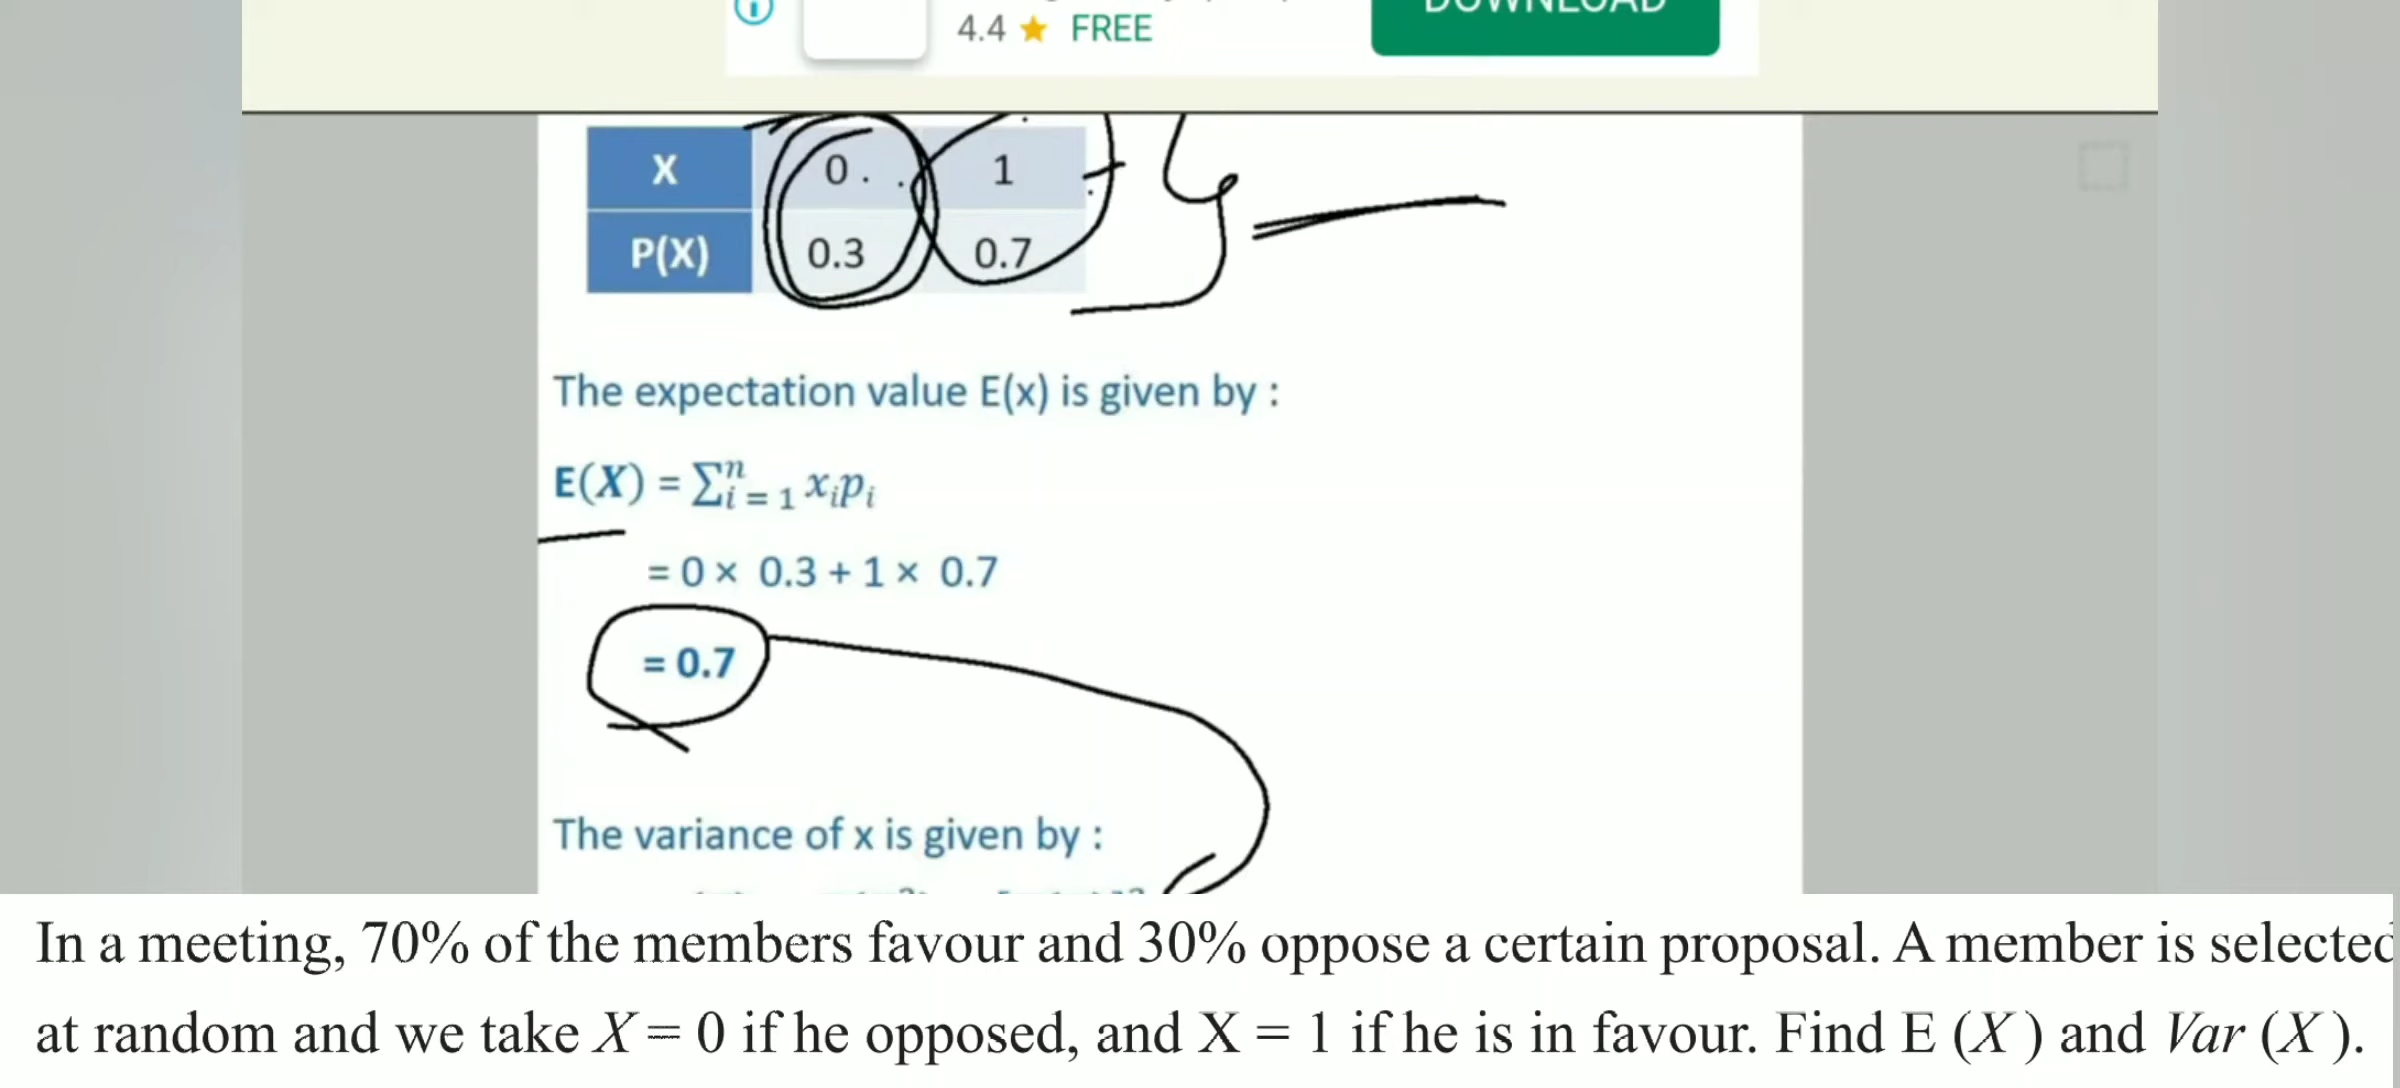 4.4 ★ FREE
X 0 1
P(X) 0.3 0.7
The expectation value E(x) is given by :
E(X) = ∑ⁿᵢ₌₁ xᵢpᵢ
= 0 × 0.3 + 1 × 0.7
= 0.7
The variance of x is given by :
In a meeting, 70% of the members favour and 30% oppose a certain proposal. A member is selected
at random and we take X = 0 if he opposed, and X = 1 if he is in favour. Find E (X) and Var (X).